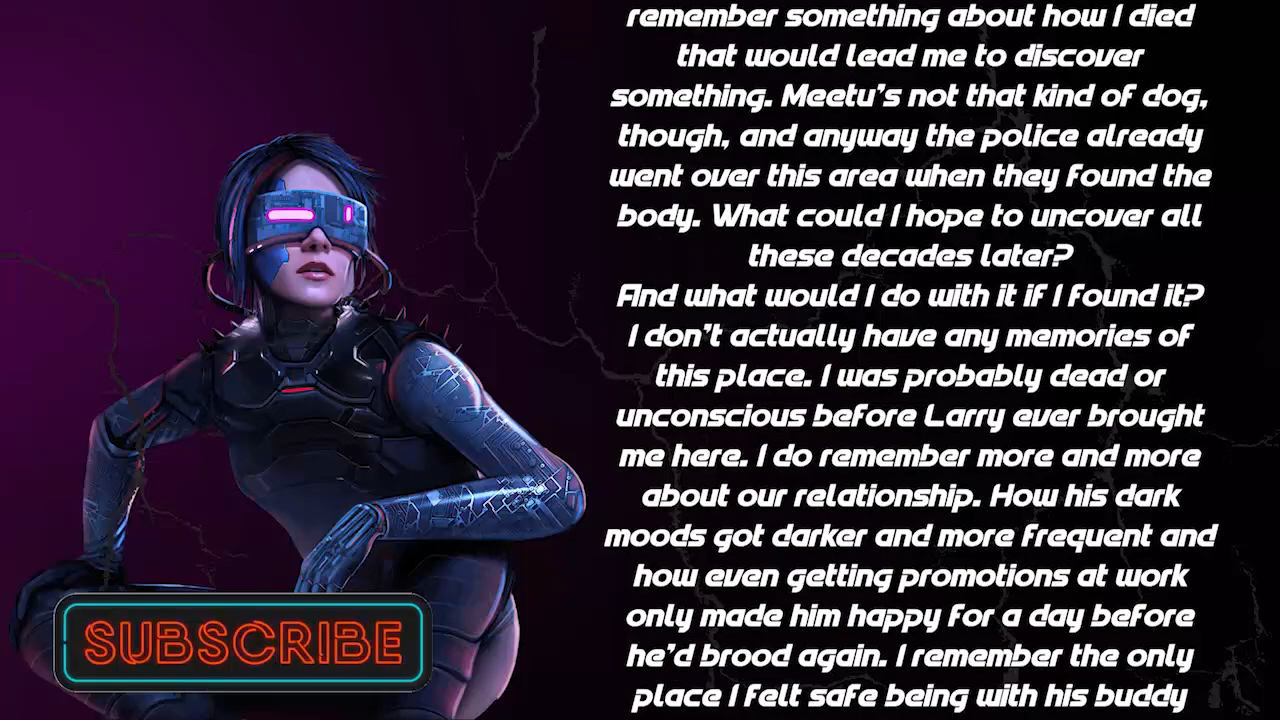 remember something about how I died
that would lead me to discover
something. Meetu's not that kind of dog,
though, and anyway the police already
went over this area when they found the
body. What could I hope to uncover all
these decades later?
And what would I do with it if I found it?
I don't actually have any memories of
this place. I was probably dead or
unconscious before Larry ever brought
me here. I do remember more and more
about our relationship. How his dark
moods got darker and more frequent and
how even getting promotions at work
only made him happy for a day before
he'd brood again. I remember the only
place I felt safe being with his buddy
SUBSCRIBE